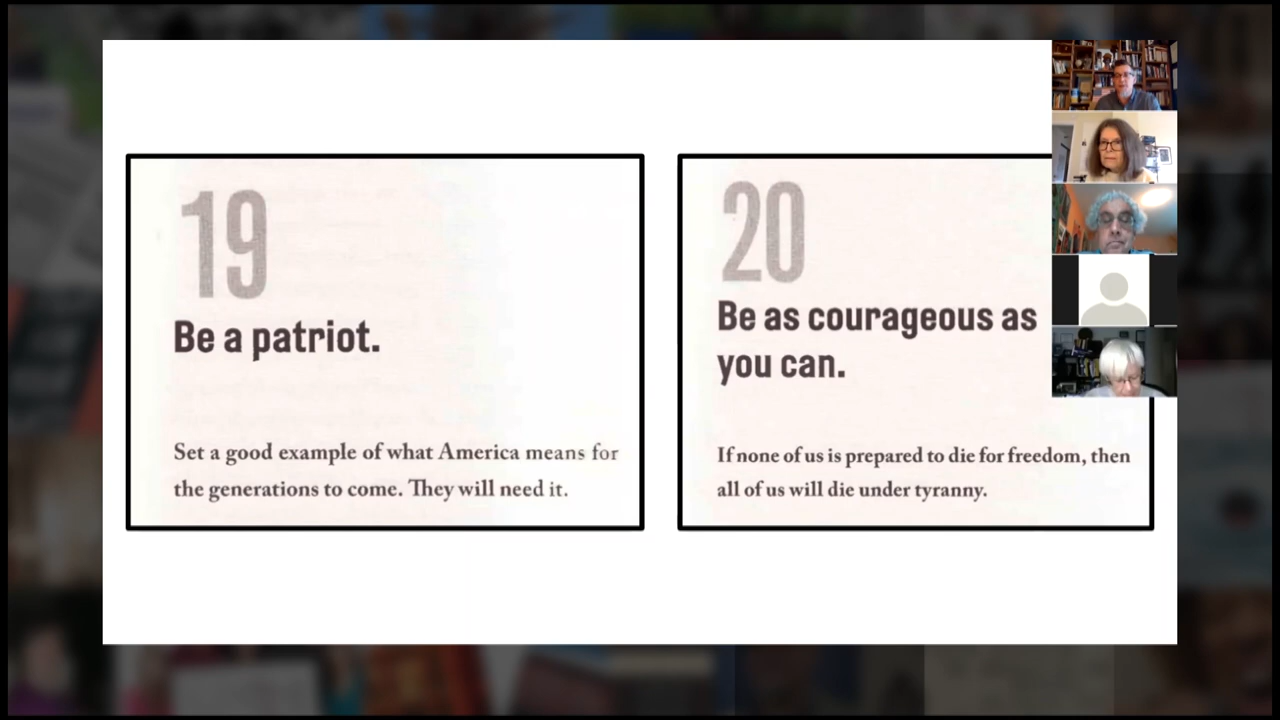 19
Be a patriot.
Set a good example of what America means for
the generations to come. They will need it.
20
Be as courageous as
you can.
If none of us is prepared to die for freedom, then
all of us will die under tyranny.